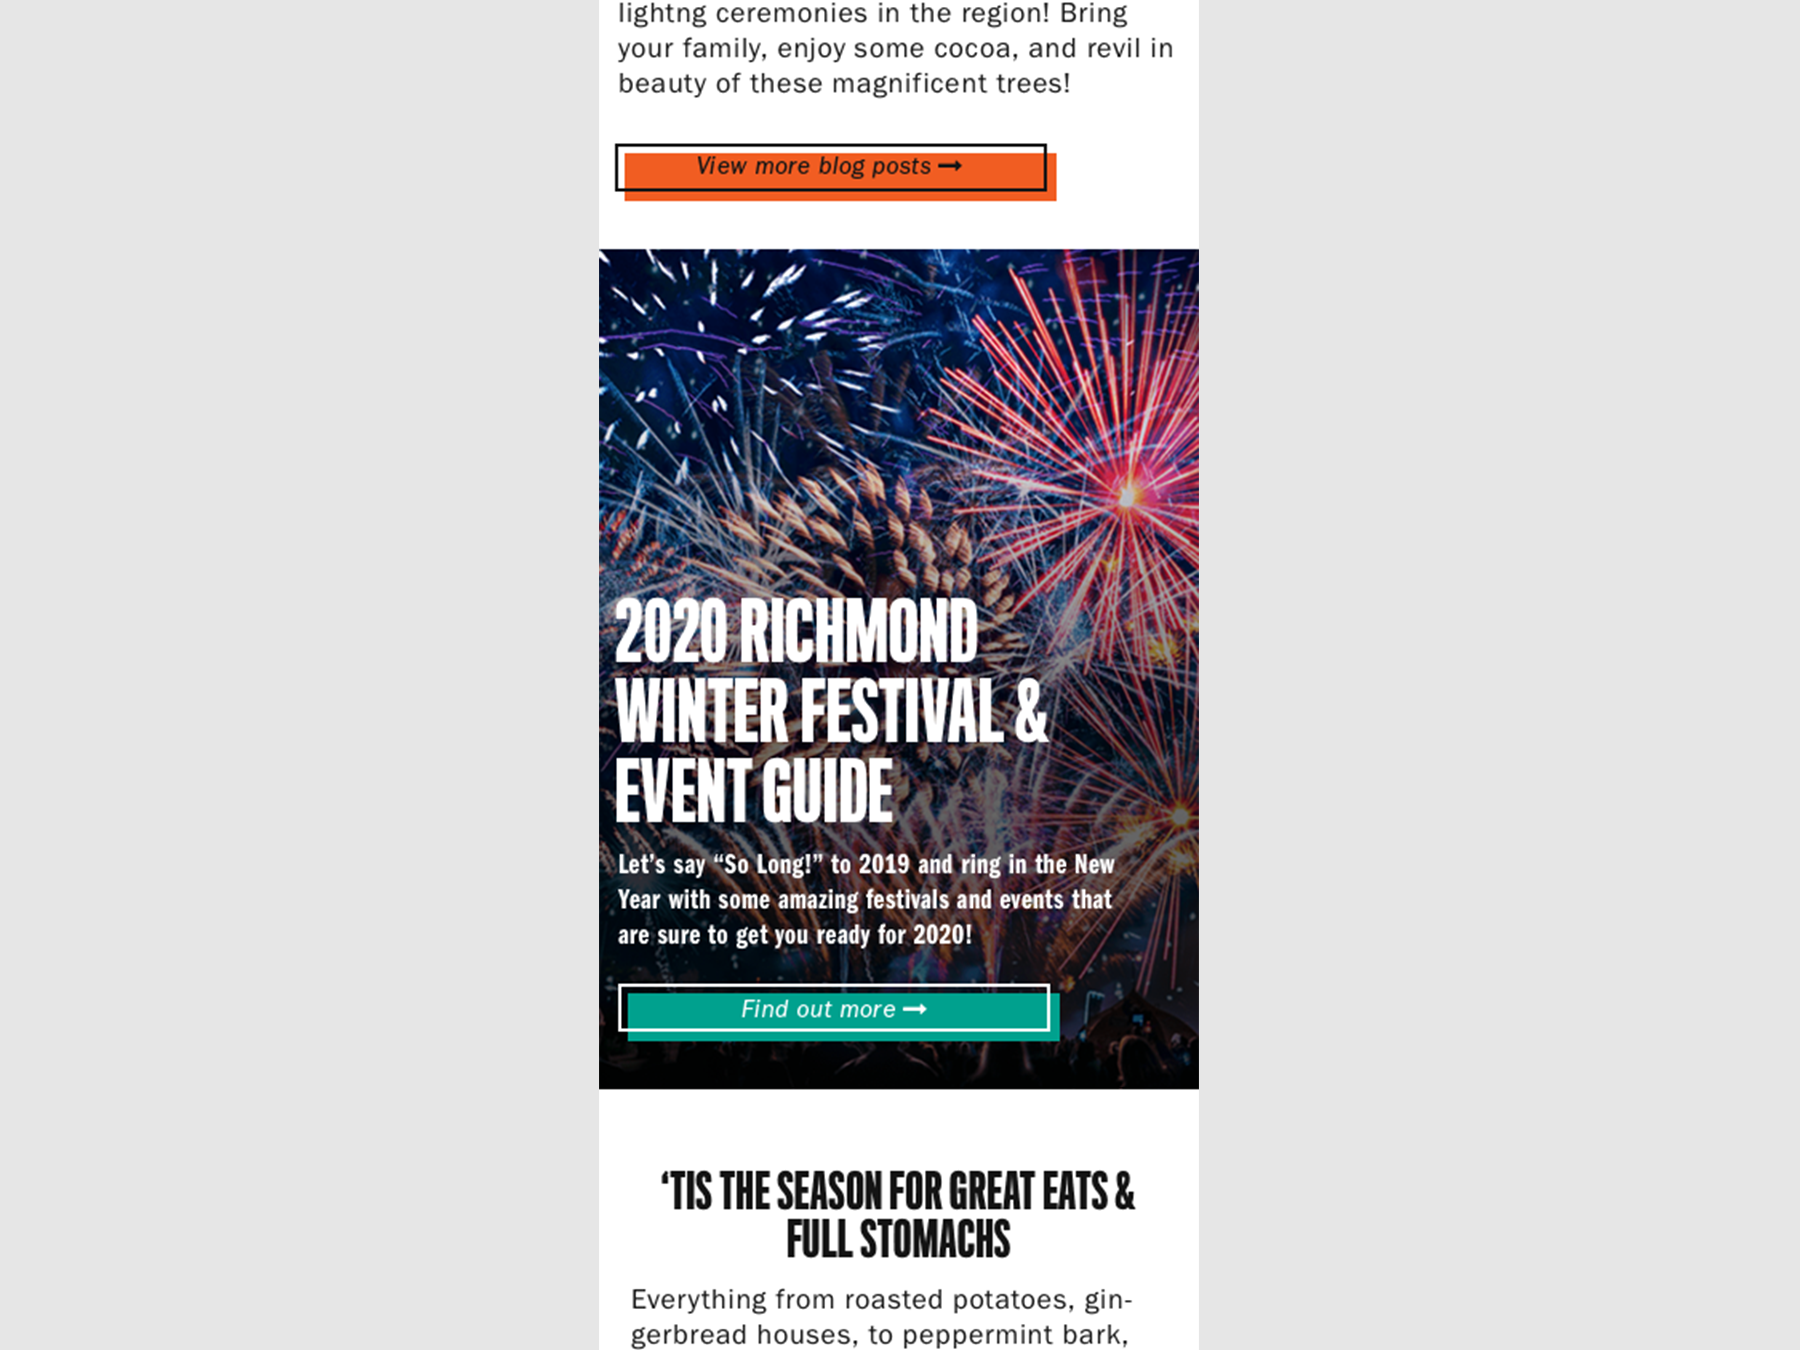 lightng ceremonies in the region! Bring
your family, enjoy some cocoa, and revil in
beauty of these magnificent trees!
View more blog posts →
2020 RICHMOND
WINTER FESTIVAL &
EVENT GUIDE
Let’s say “So Long!” to 2019 and ring in the New
Year with some amazing festivals and events that
are sure to get you ready for 2020!
Find out more →
‘TIS THE SEASON FOR GREAT EATS &
FULL STOMACHS
Everything from roasted potatoes, gin-
gerbread houses, to peppermint bark,